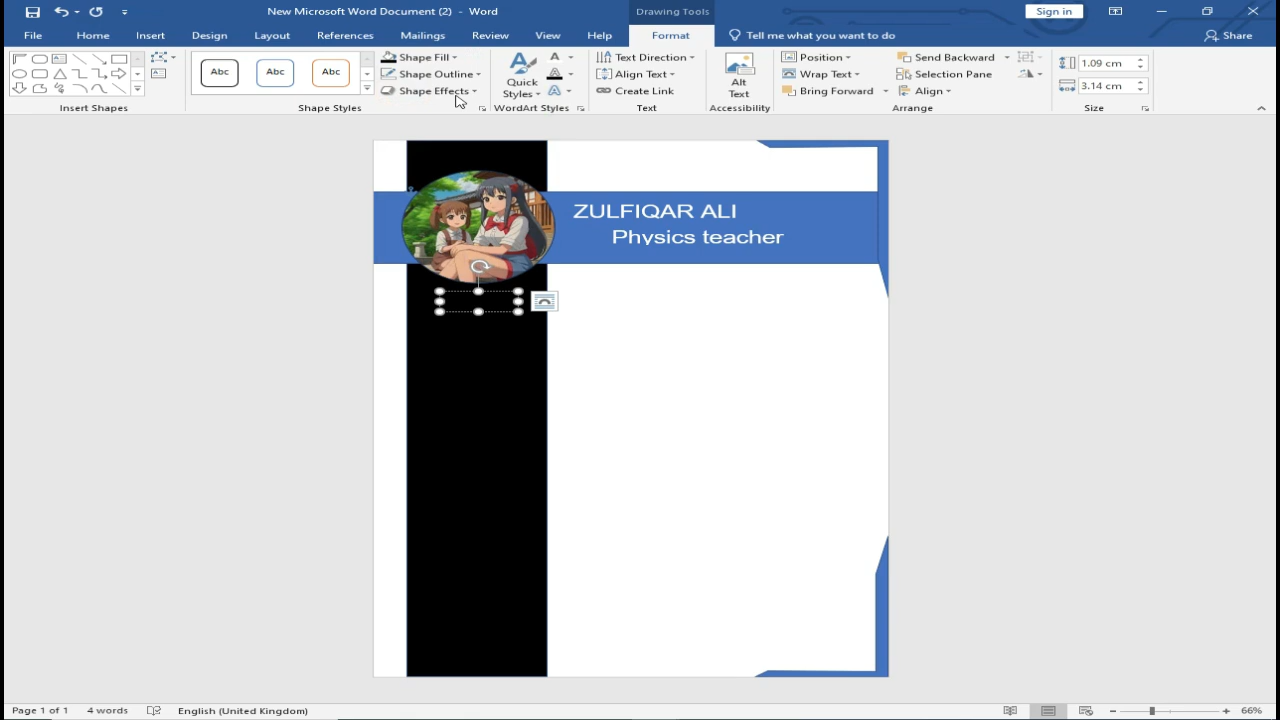 New Microsoft Word Document (2) - Word
Drawing Tools
Sign in
File Home Insert Design Layout References Mailings Review View Help Format Tell me what you want to do Share
Abc Abc Abc
Shape Fill
Shape Outline
Shape Effects
Quick
Styles
Text Direction
Align Text
Create Link
Alt
Text
Position
Wrap Text
Bring Forward
Send Backward
Selection Pane
Align
1.09 cm
3.14 cm
Insert Shapes Shape Styles WordArt Styles Text Accessibility Arrange Size
ZULFIQAR ALI
Physics teacher
Page 1 of 1 4 words English (United Kingdom) 66%